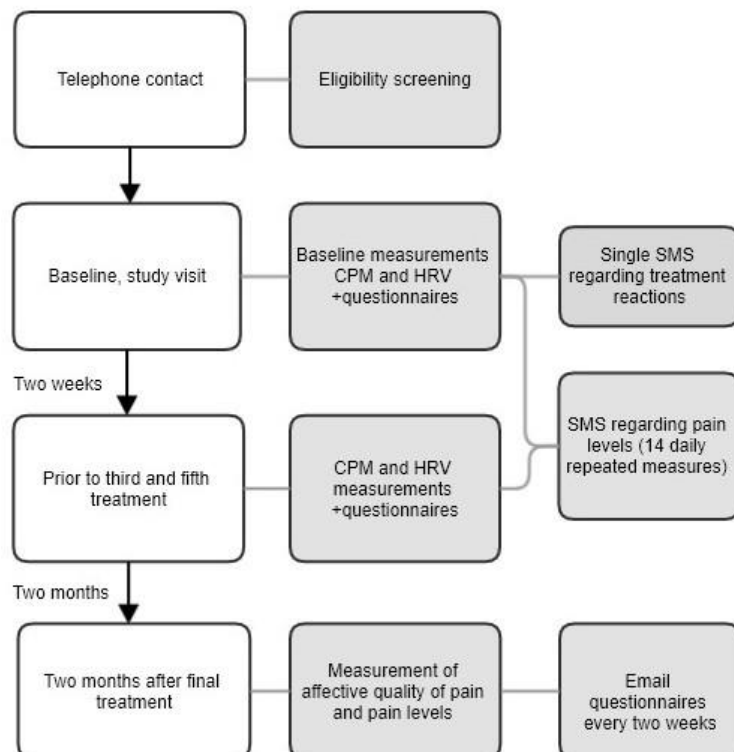 Telephone contact
Eligibility screening
Baseline, study visit
Baseline measurements
CPM and HRV
+questionnaires
Single SMS
regarding treatment
reactions
Two weeks
SMS regarding pain
levels (14 daily
repeated measures)
Prior to third and fifth
treatment
CPM and HRV
measurements
+questionnaires
Two months
Two months after final
treatment
Measurement of
affective quality of pain
and pain levels
Email
questionnaires
every two weeks